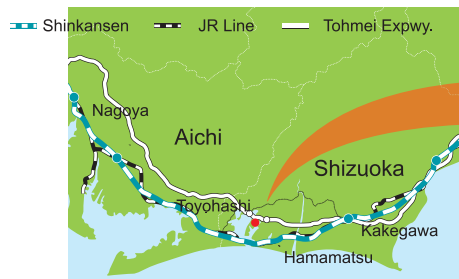 Shinkansen JR Line Tohmei Expwy.
Nagoya
Aichi
Shizuoka
Toyohashi
Kakegawa
Hamamatsu